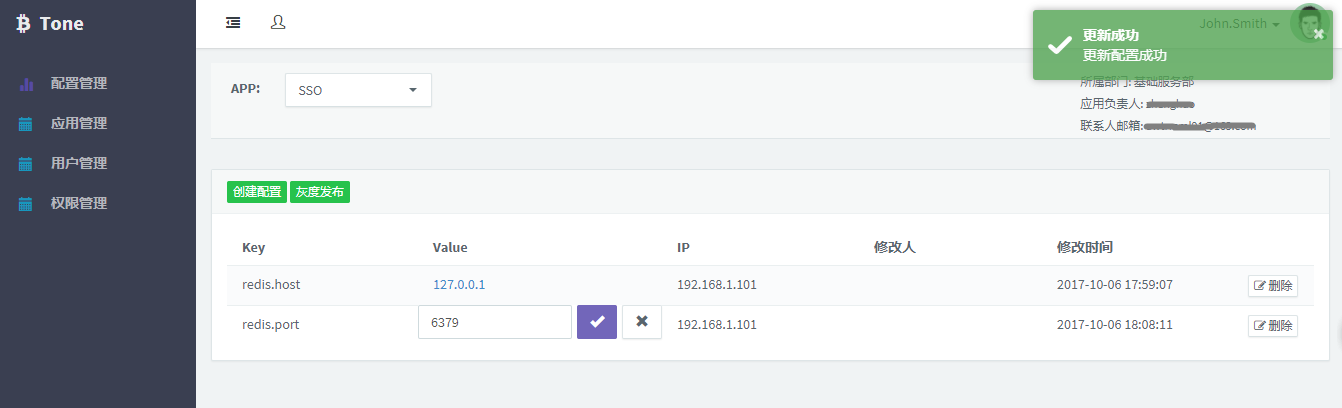 Tone
John.Smith
更新成功
更新配置成功
配置管理
应用管理
用户管理
权限管理
APP: SSO
所属部门: 基础服务部
应用负责人:
联系人邮箱:
创建配置 灰度发布
Key Value IP 修改人 修改时间
redis.host 127.0.0.1 192.168.1.101 2017-10-06 17:59:07 删除
redis.port 6379 192.168.1.101 2017-10-06 18:08:11 删除